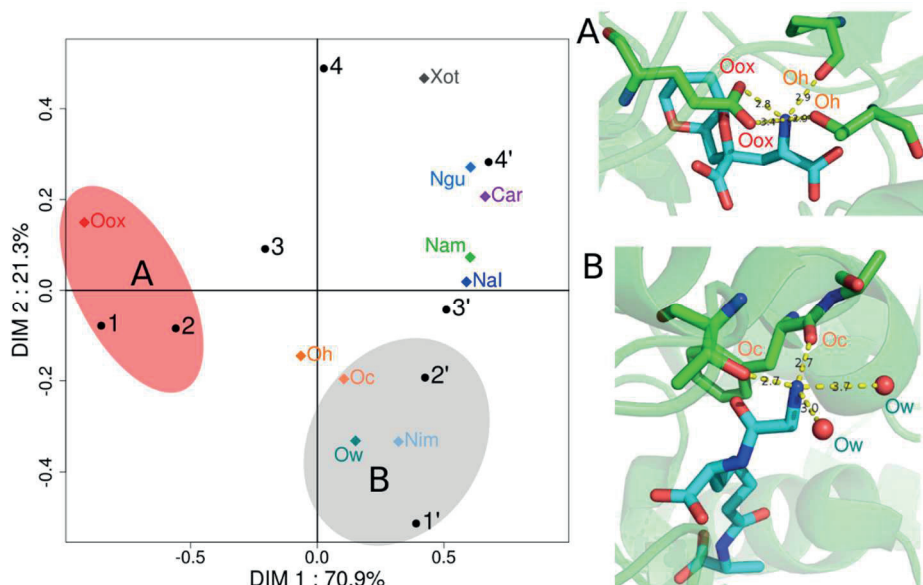 4
Xot
0.4
4'
Ngu
Car
0.2
Oox
A
3
Nam
Nal
0.0
1
2
3'
Oh
Oc
2'
-0.2
Ow
Nim
B
-0.4
1'
-0.5
0.0
0.5
DIM 1 : 70.9%
DIM 2 : 21.3%
A
Oox
Oh
2.8
2.9
Oh
3.4
2.9
Oox
B
Oc
Oc
2.7
2.7
3.7
Ow
3.0
Ow